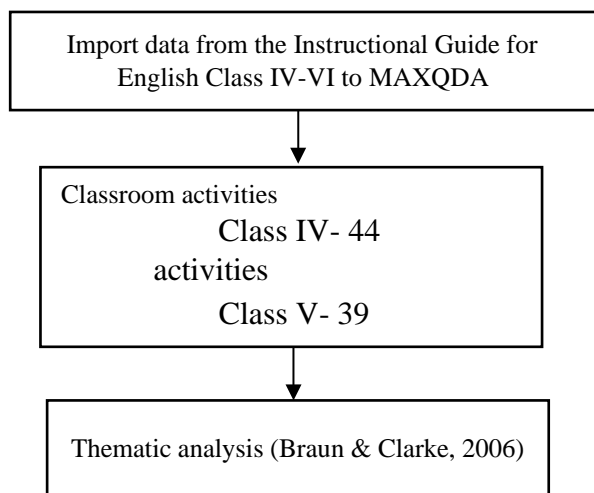 Import data from the Instructional Guide for
English Class IV-VI to MAXQDA
Classroom activities
Class IV- 44
activities
Class V- 39
Thematic analysis (Braun & Clarke, 2006)